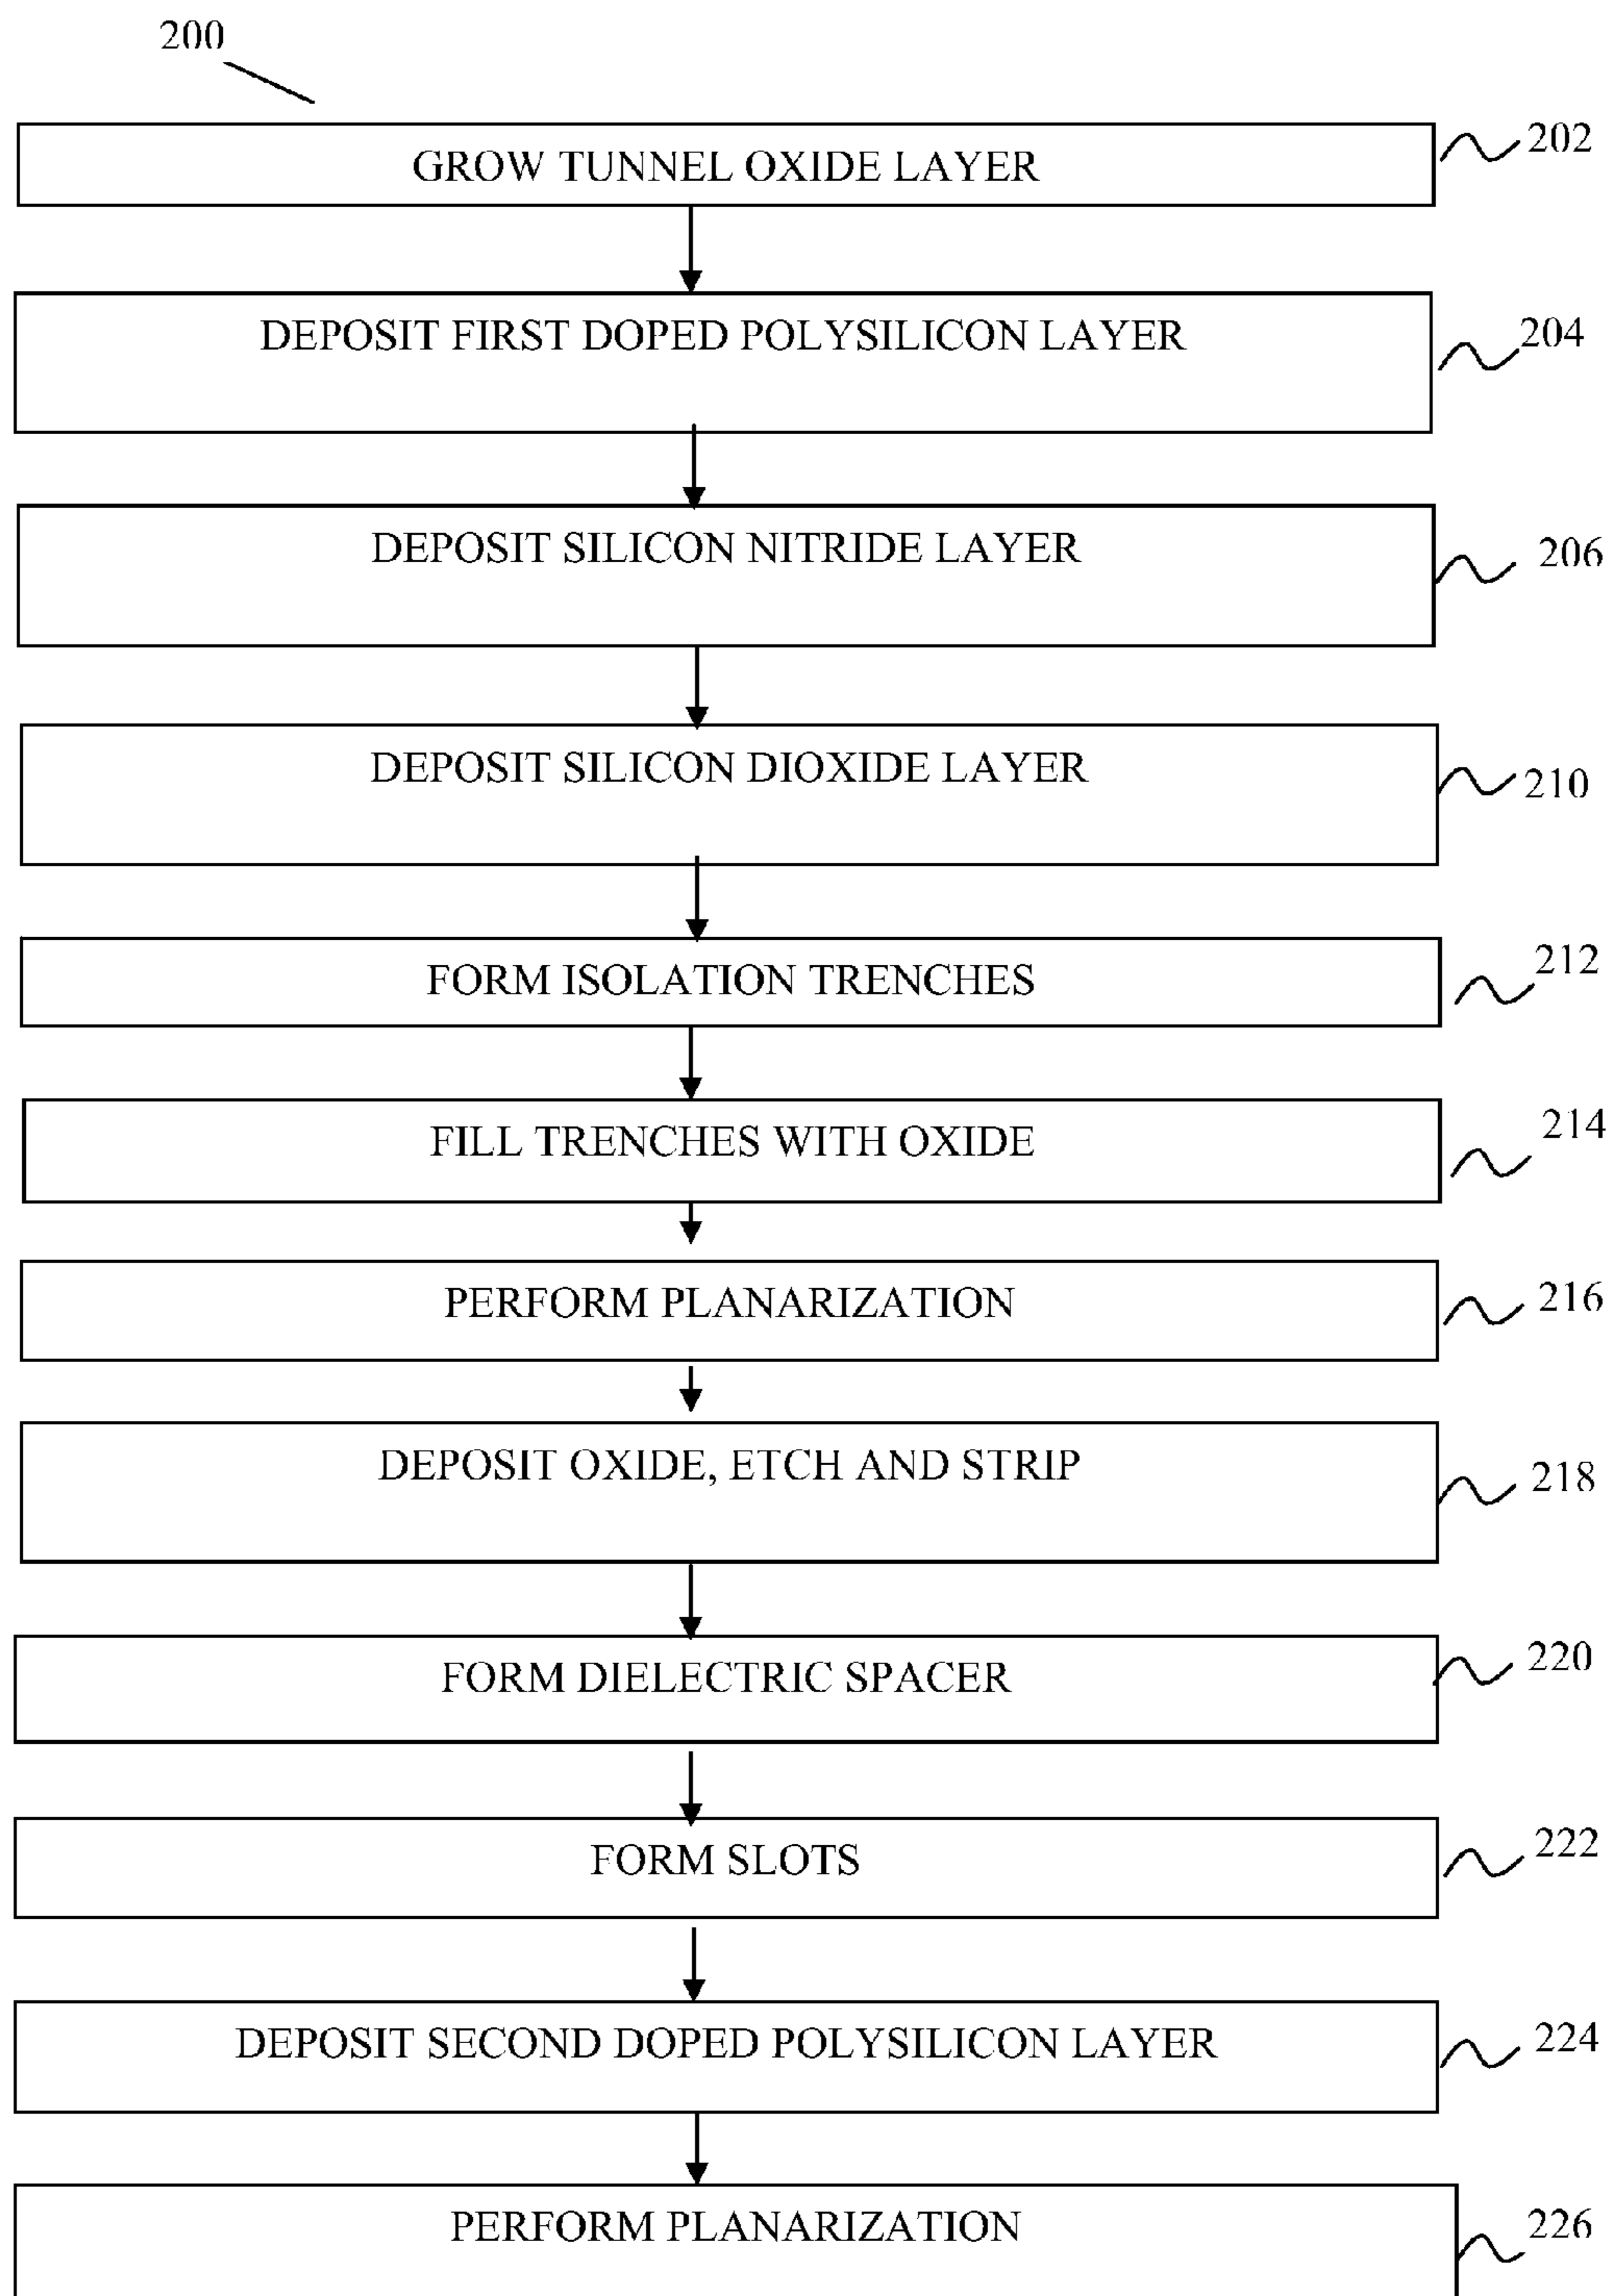 200
GROW TUNNEL OXIDE LAYER 202
DEPOSIT FIRST DOPED POLYSILICON LAYER 204
DEPOSIT SILICON NITRIDE LAYER 206
DEPOSIT SILICON DIOXIDE LAYER 210
FORM ISOLATION TRENCHES 212
FILL TRENCHES WITH OXIDE 214
PERFORM PLANARIZATION 216
DEPOSIT OXIDE, ETCH AND STRIP 218
FORM DIELECTRIC SPACER 220
FORM SLOTS 222
DEPOSIT SECOND DOPED POLYSILICON LAYER 224
PERFORM PLANARIZATION 226